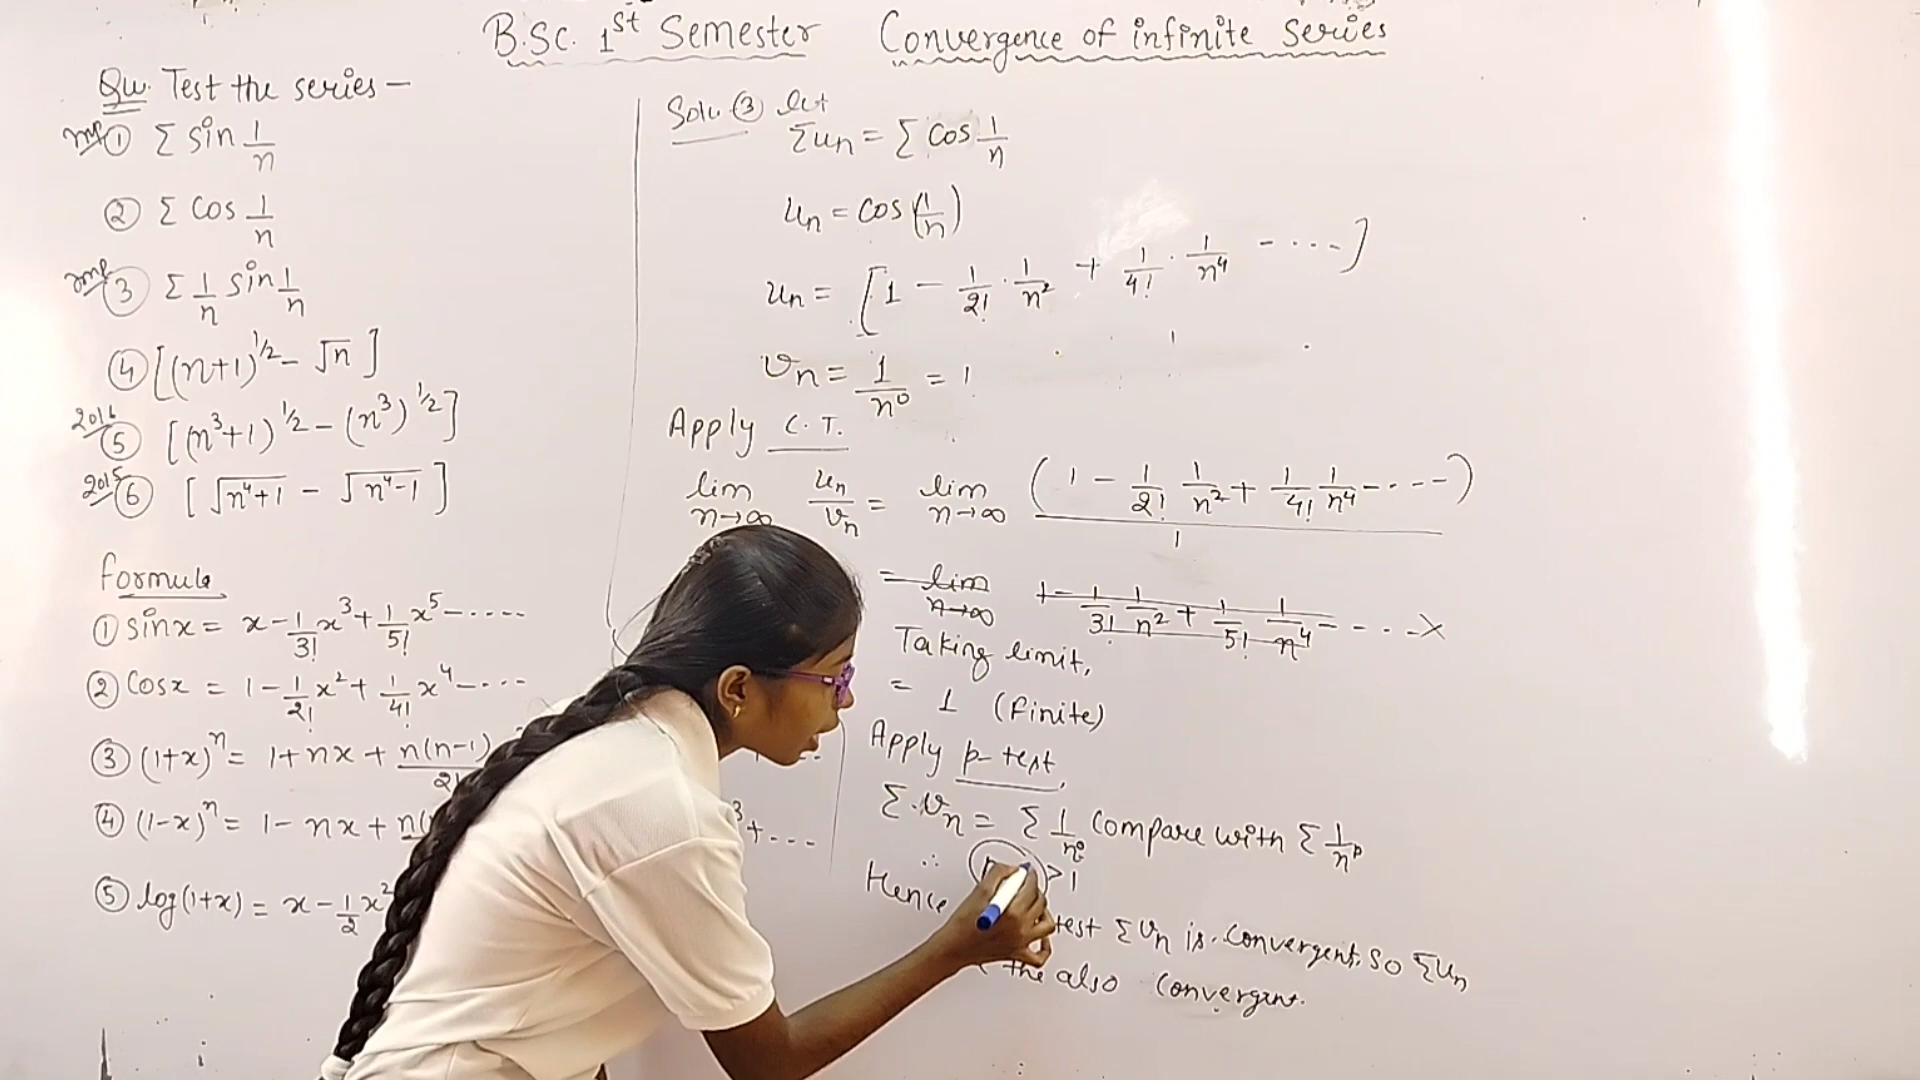 B.Sc. 1st Semester Convergence of infinite series
Qu. Test the series –
Imp ① Σ sin 1/n
② Σ cos 1/n
Imp ③ Σ 1/n sin 1/n
④ [(n+1)^1/2 – √n ]
2016 ⑤ [(n³+1)^1/2 – (n³)^1/2]
2015 ⑥ [ √n⁴+1 – √n⁴-1 ]
formula
① sinx = x – 1/3! x³ + 1/5! x⁵ – ·····
② cosx = 1 – 1/2! x² + 1/4! x⁴ – ····
③ (1+x)ⁿ = 1 + nx + n(n-1)/2!
④ (1-x)ⁿ = 1 – nx + n(
³ + ...
⑤ log(1+x) = x – 1/2 x²
Solu. ③ let
Σun = Σ cos 1/n
un = cos (1/n)
un = [1 – 1/2! · 1/n² + 1/4! · 1/n⁴ – ····]
vn = 1/n⁰ = 1
Apply C.T.
lim n→∞ un/vn = lim n→∞ (1 – 1/2! 1/n² + 1/4! 1/n⁴ – ····)/1
= lim n→∞ 1 – 1/3! 1/n² + 1/5! 1/n⁴ – ···· x
Taking limit,
= 1 (finite)
Apply p-test,
Σ vn = Σ 1/n⁰ compare with Σ 1/nᵖ
∴ > 1
Hence test Σvn is convergent. so Σun
the also convergent.